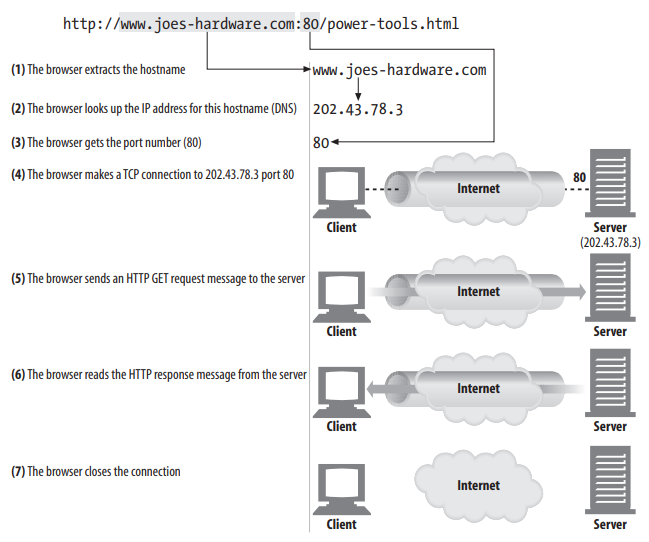 http://www.joes-hardware.com:80/power-tools.html
(1) The browser extracts the hostname
www.joes-hardware.com
(2) The browser looks up the IP address for this hostname (DNS)
202.43.78.3
(3) The browser gets the port number (80)
80
(4) The browser makes a TCP connection to 202.43.78.3 port 80
Internet
80
Client
Server
(202.43.78.3)
(5) The browser sends an HTTP GET request message to the server
Internet
Client
Server
(6) The browser reads the HTTP response message from the server
Internet
Client
Server
(7) The browser closes the connection
Internet
Client
Server